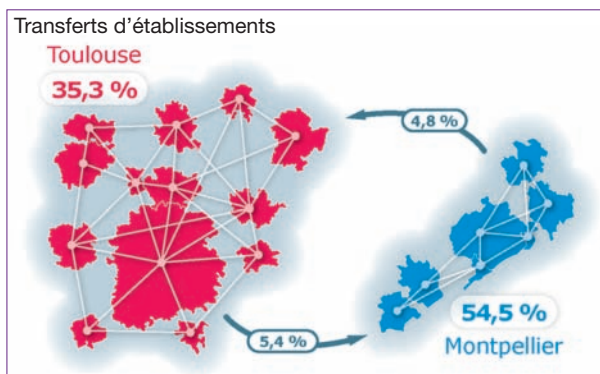 Transferts d’établissements
Toulouse
35,3 %
4,8 %
5,4 %
54,5 %
Montpellier